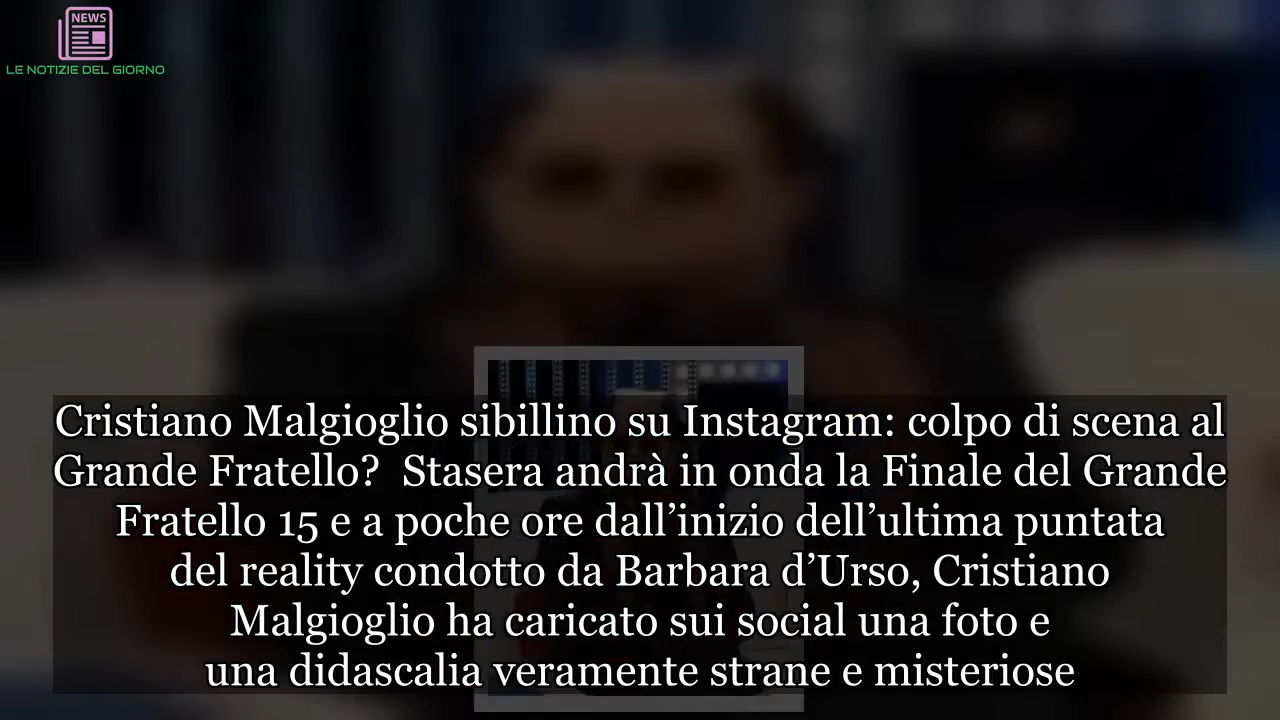 NEWS
LE NOTIZIE DEL GIORNO
Cristiano Malgioglio sibillino su Instagram: colpo di scena al
Grande Fratello?  Stasera andrà in onda la Finale del Grande
Fratello 15 e a poche ore dall’inizio dell’ultima puntata
del reality condotto da Barbara d’Urso, Cristiano
Malgioglio ha caricato sui social una foto e
una didascalia veramente strane e misteriose